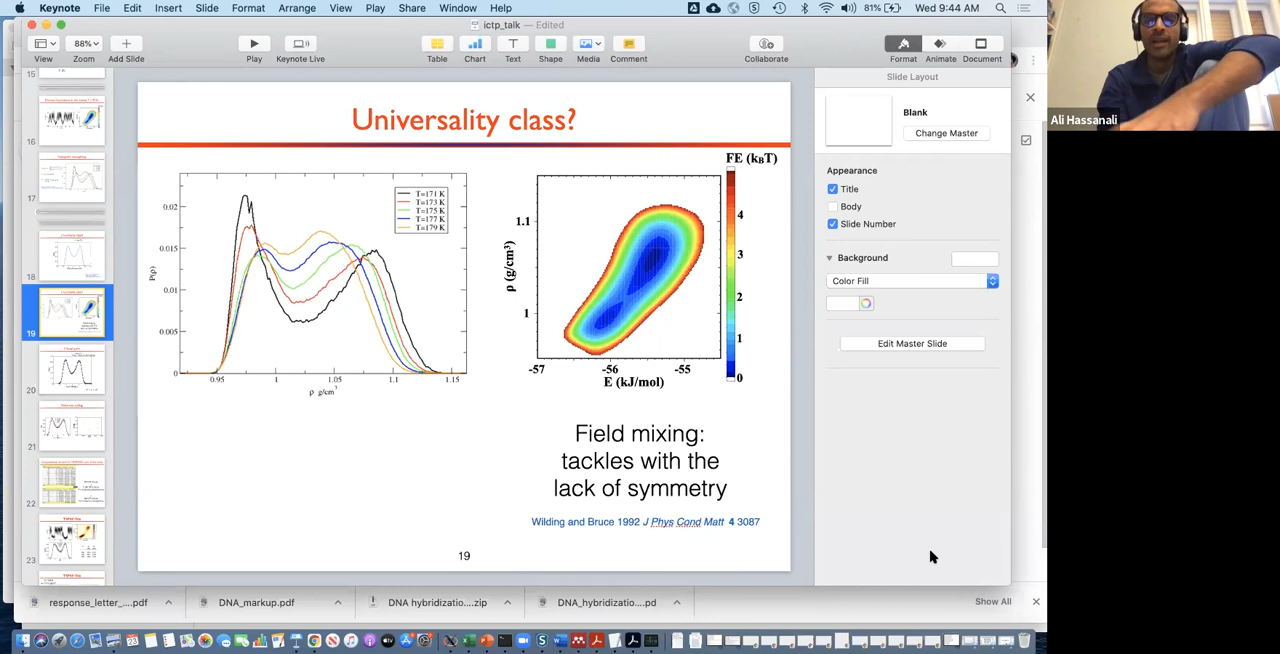 Keynote File Edit Insert Slide Format Arrange View Play Share Window Help
81% Wed 9:44 AM
ictp_talk — Edited
88%
View Zoom Add Slide Play Keynote Live Table Chart Text Shape Media Comment Collaborate Format Animate Document
Slide Layout
Blank
Change Master
Appearance
Title
Body
Slide Number
Background
Color Fill
Edit Master Slide
15
16
17
18
19
20
21
22
23
Universality class?
T=171 K
T=173 K
T=175 K
T=177 K
T=179 K
0.02
0.015
0.01
0.005
0
P(ρ)
0.95 1 1.05 1.1 1.15
ρ g/cm³
FE (kBT)
4
3
2
1
0
1.1
1
ρ (g/cm³)
-57 -56 -55
E (kJ/mol)
Field mixing:
tackles with the
lack of symmetry
Wilding and Bruce 1992 J Phys Cond Matt 4 3087
19
response_letter_....pdf
DNA_markup.pdf
DNA hybridizatio....zip
DNA_hybridizatio....pd
Show All
Ali Hassanali